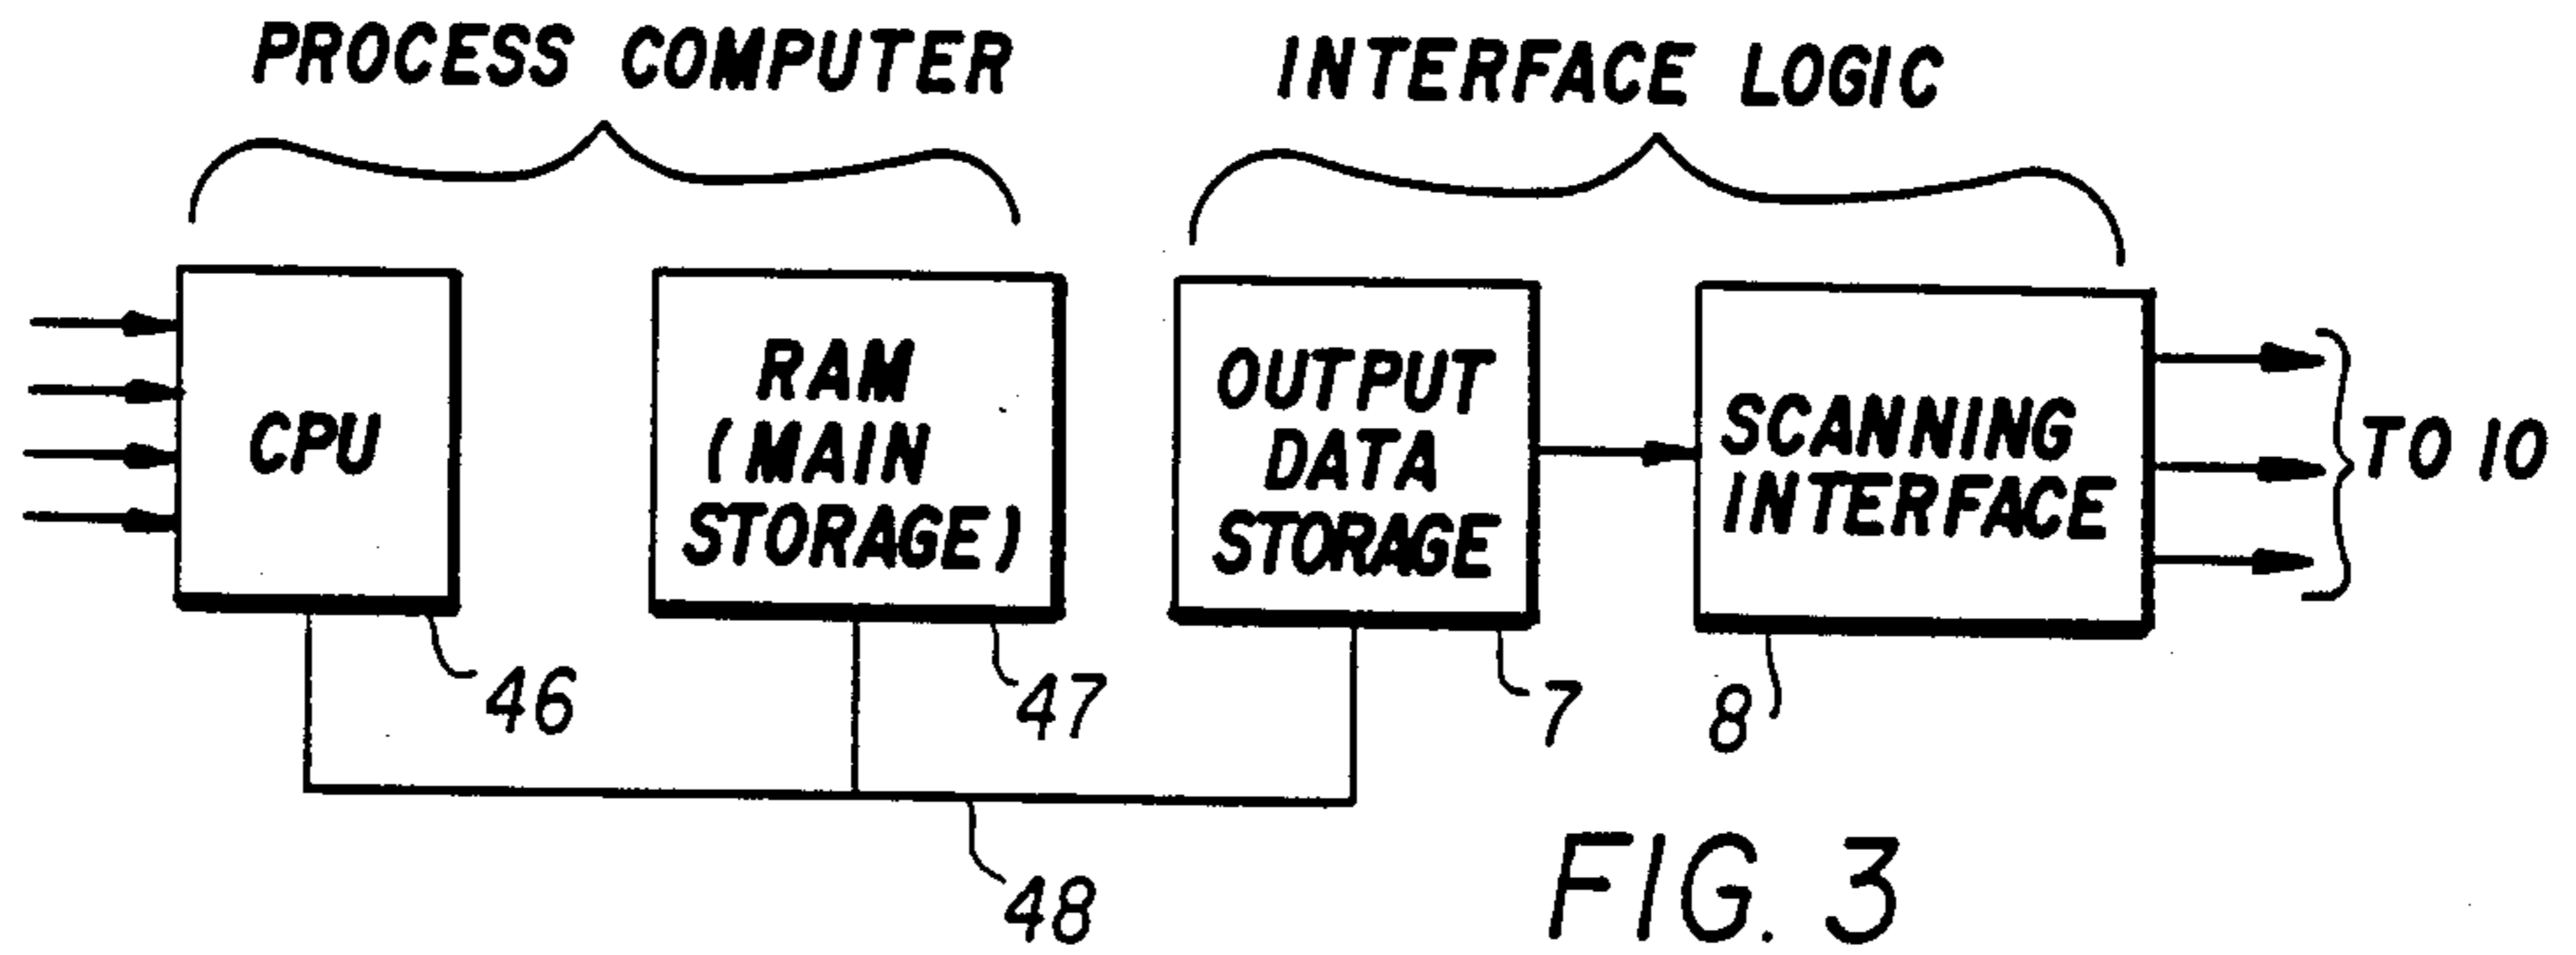 PROCESS COMPUTER
INTERFACE LOGIC
CPU
RAM
(MAIN
STORAGE)
OUTPUT
DATA
STORAGE
SCANNING
INTERFACE
TO 10
46
47
7
8
48
FIG. 3